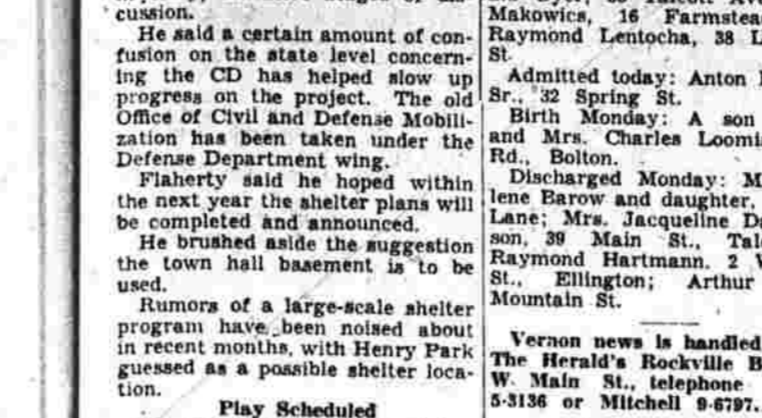 cussion.
He said a certain amount of con-
fusion on the state level concern-
ing the CD has helped slow up
progress on the project. The old
Office of Civil and Defense Mobili-
zation has been taken under the
Defense Department wing.
Flaherty said he hoped within
the next year the shelter plans will
be completed and announced.
He brushed aside the suggestion
the town hall basement is to be
used.
Rumors of a large-scale shelter
program have been noised about
in recent months, with Henry Park
guessed as a possible shelter loca-
tion.
Play Scheduled
Makowics, 16 Farmstea
Raymond Lentocha, 38 L
St.
Admitted today: Anton
Sr., 32 Spring St.
Birth Monday: A son
and Mrs. Charles Loomi
Rd., Bolton.
Discharged Monday: M
lene Barow and daughter,
Lane; Mrs. Jacqueline D
son, 39 Main St., Tal
Raymond Hartmann, 2
St., Ellington; Arthur
Mountain St.
Vernon news is handled
The Herald's Rockville B
W. Main St., telephone
5-3136 or Mitchell 9-6797.